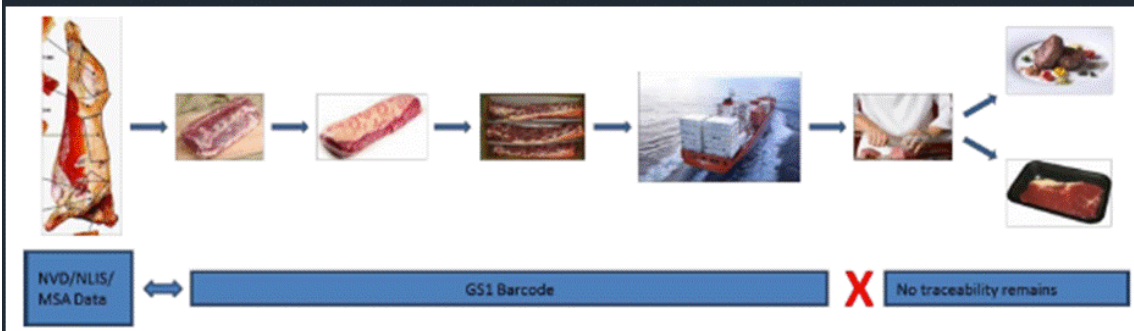 NVD/NLIS/
MSA Data
GS1 Barcode
X
No traceability remains